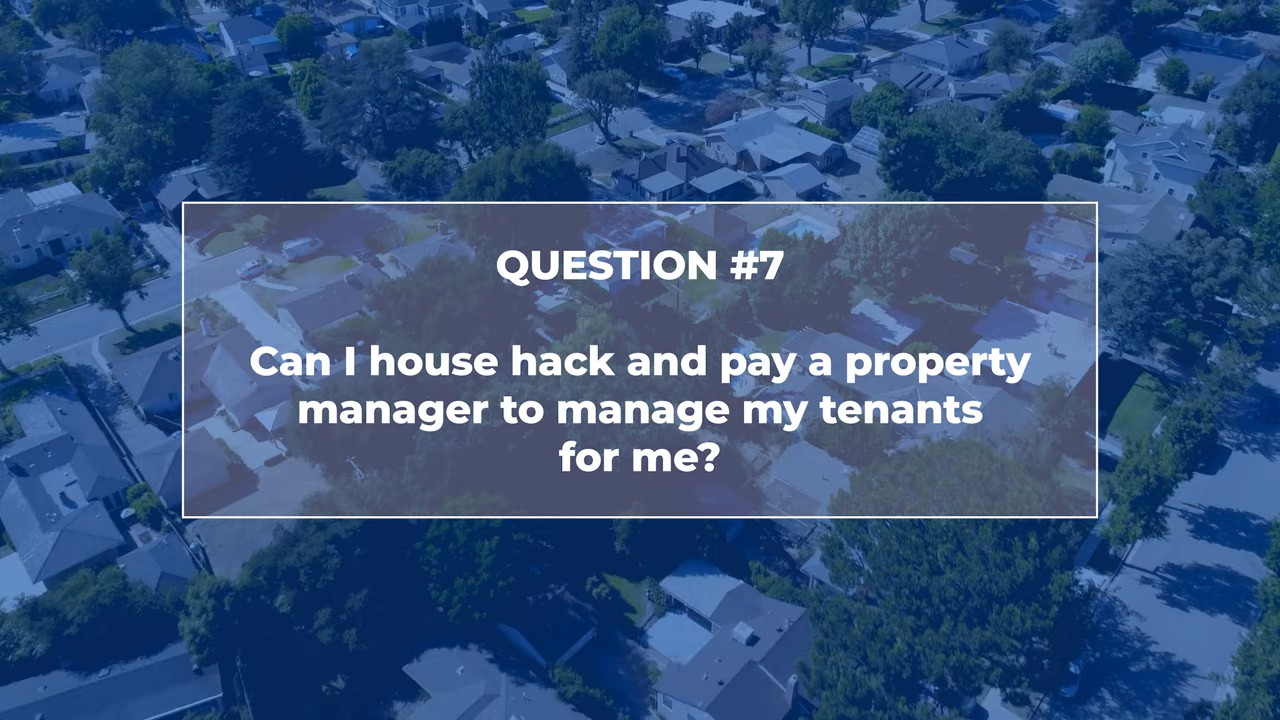 QUESTION #7
Can I house hack and pay a property
manager to manage my tenants
for me?